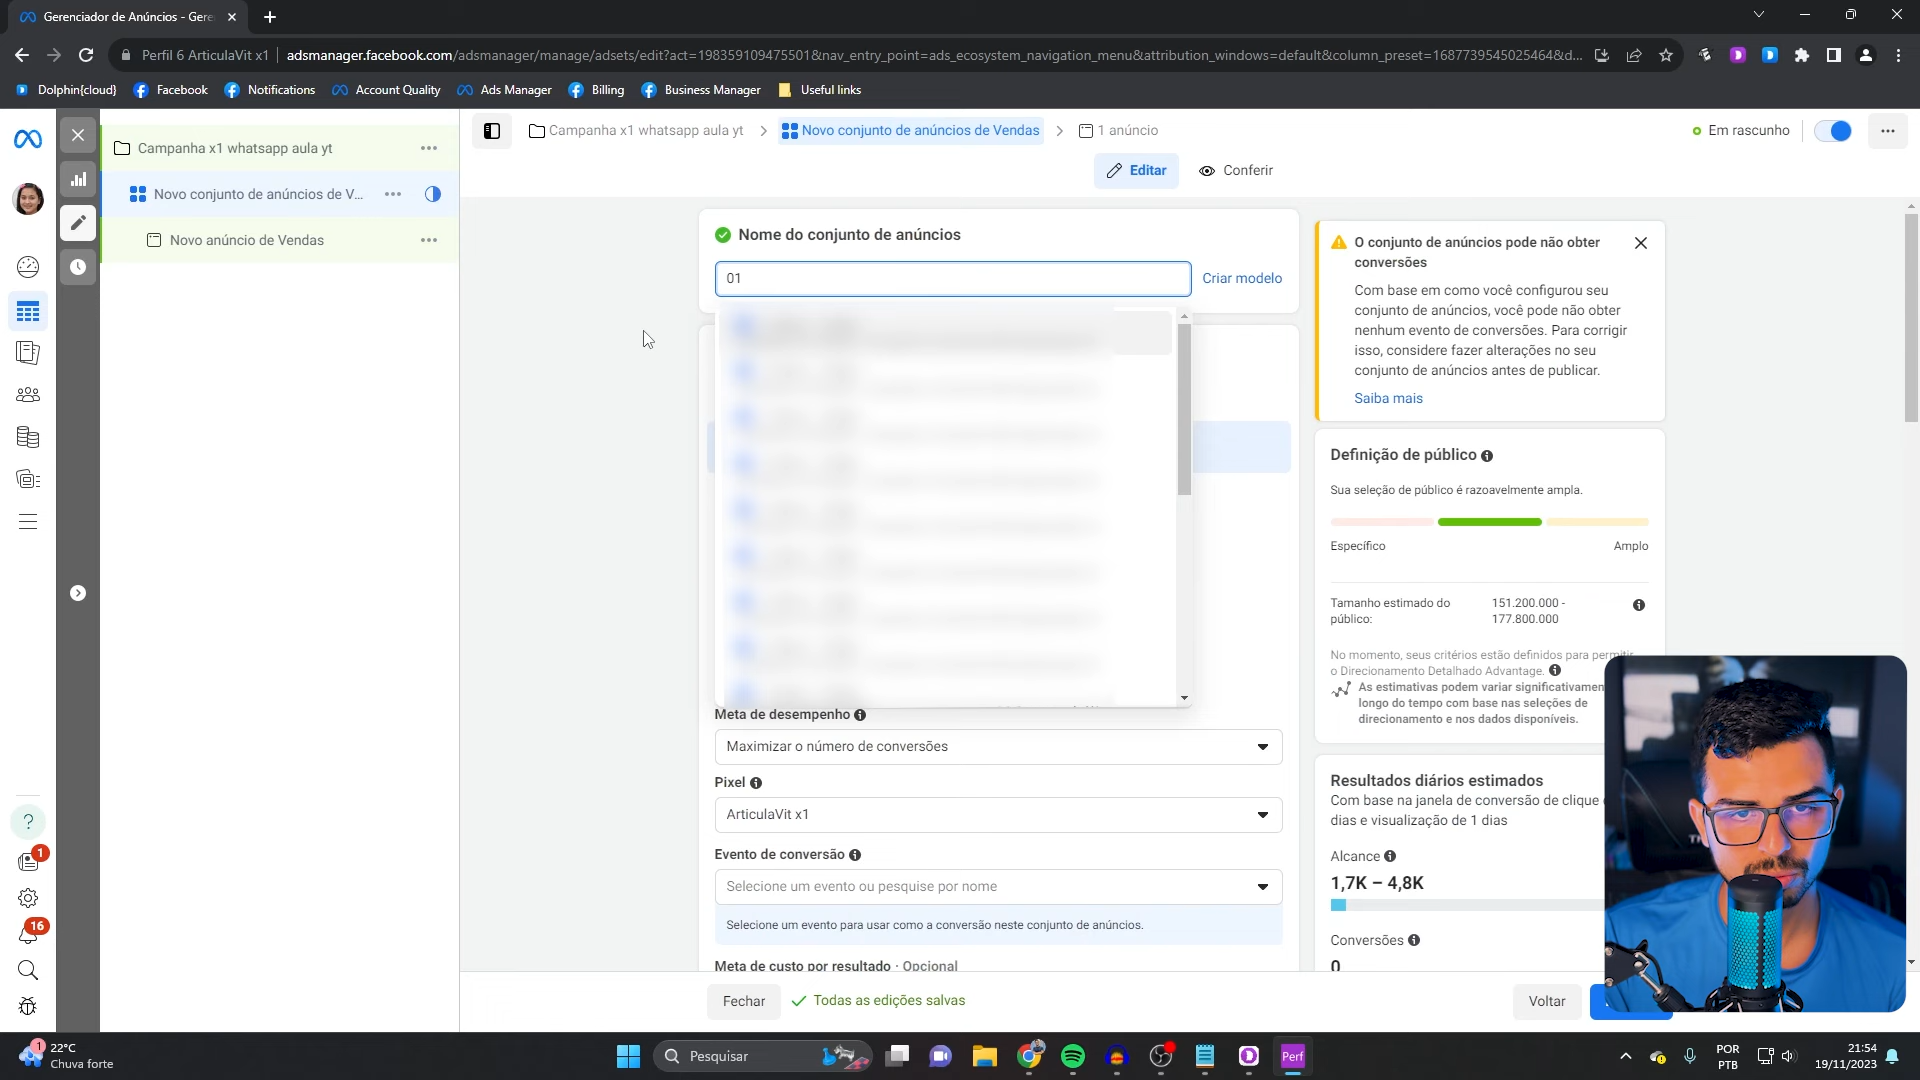 Gerenciador de Anúncios - Gere
Perfil 6 ArticulaVit x1
adsmanager.facebook.com/adsmanager/manage/adsets/edit?act=198359109475501&nav_entry_point=ads_ecosystem_navigation_menu&attribution_windows=default&column_preset=1687739545025464&d...
Dolphin{cloud}
Facebook
Notifications
Account Quality
Ads Manager
Billing
Business Manager
Useful links
Campanha x1 whatsapp aula yt
Novo conjunto de anúncios de V...
Novo anúncio de Vendas
Campanha x1 whatsapp aula yt
Novo conjunto de anúncios de Vendas
1 anúncio
Em rascunho
Editar
Conferir
Nome do conjunto de anúncios
01
Criar modelo
Meta de desempenho
Maximizar o número de conversões
Pixel
ArticulaVit x1
Evento de conversão
Selecione um evento ou pesquise por nome
Selecione um evento para usar como a conversão neste conjunto de anúncios.
Meta de custo por resultado · Opcional
Fechar
Todas as edições salvas
Voltar
O conjunto de anúncios pode não obter
conversões
Com base em como você configurou seu
conjunto de anúncios, você pode não obter
nenhum evento de conversões. Para corrigir
isso, considere fazer alterações no seu
conjunto de anúncios antes de publicar.
Saiba mais
Definição de público
Sua seleção de público é razoavelmente ampla.
Específico
Amplo
Tamanho estimado do
público:
151.200.000 -
177.800.000
No momento, seus critérios estão definidos para permitir
o Direcionamento Detalhado Advantage.
As estimativas podem variar significativamen
longo do tempo com base nas seleções de
direcionamento e nos dados disponíveis.
Resultados diários estimados
Com base na janela de conversão de clique
dias e visualização de 1 dias
Alcance
1,7K – 4,8K
Conversões
0
1
16
1
22°C
Chuva forte
Pesquisar
Perf
POR
PTB
21:54
19/11/2023